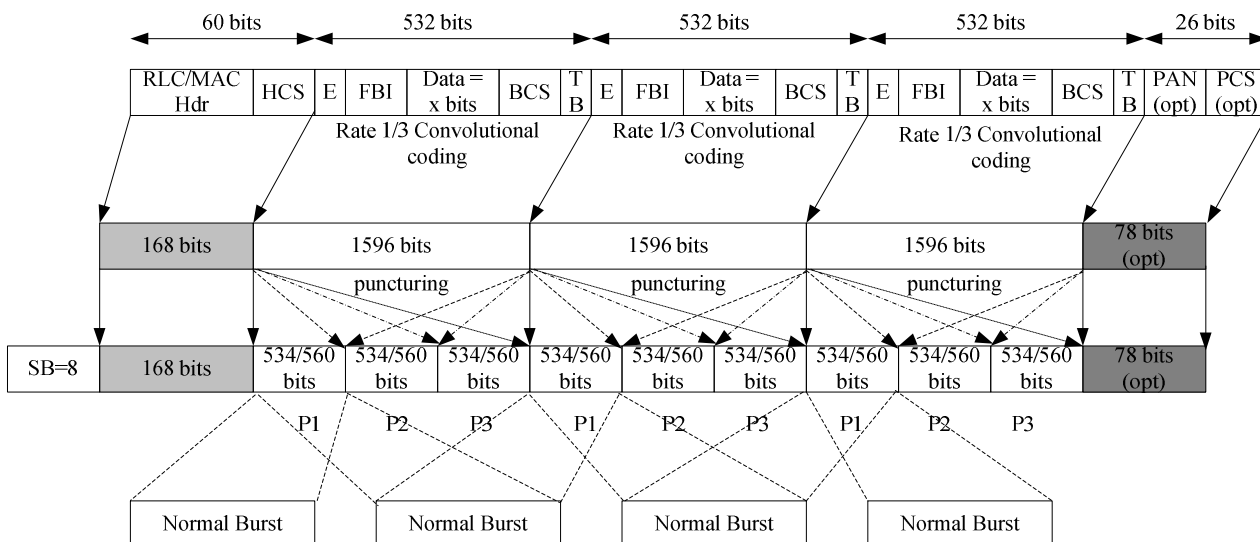 60 bits 532 bits 532 bits 532 bits 26 bits
RLC/MAC Hdr HCS E FBI Data = x bits BCS T B E FBI Data = x bits BCS T B E FBI Data = x bits BCS T B PAN (opt) PCS (opt)
Rate 1/3 Convolutional coding Rate 1/3 Convolutional coding Rate 1/3 Convolutional coding
168 bits 1596 bits 1596 bits 1596 bits 78 bits (opt)
puncturing puncturing puncturing
SB=8 168 bits 534/560 bits 534/560 bits 534/560 bits 534/560 bits 534/560 bits 534/560 bits 534/560 bits 534/560 bits 534/560 bits 78 bits (opt)
P1 P2 P3 P1 P2 P3 P1 P2 P3
Normal Burst Normal Burst Normal Burst Normal Burst